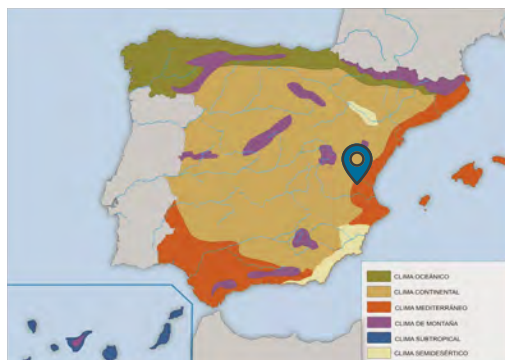 CLIMA OCEÁNICO
CLIMA CONTINENTAL
CLIMA MEDITERRÁNEO
CLIMA DE MONTAÑA
CLIMA SUBTROPICAL
CLIMA SEMIDESÉRTICO